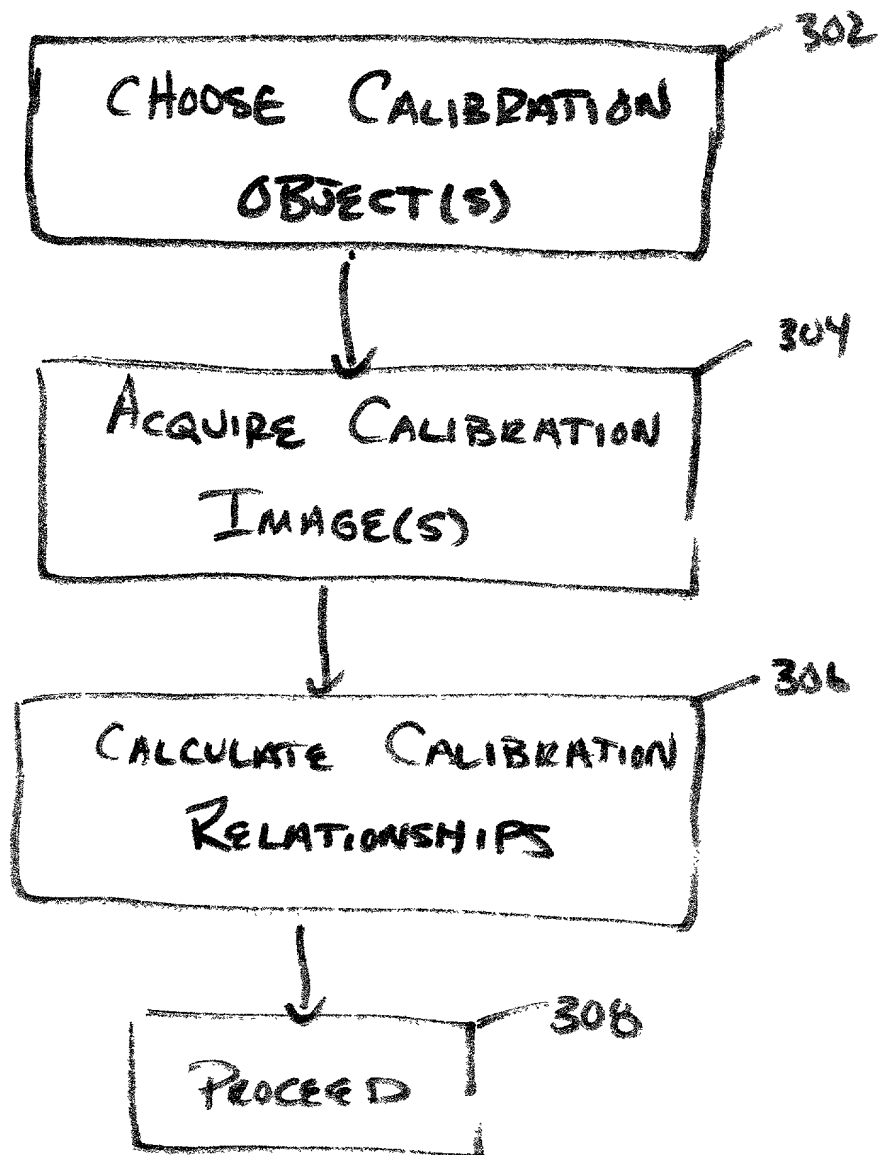 302
CHOOSE CALIBRATION
OBJECT(S)
304
ACQUIRE CALIBRATION
IMAGE(S)
306
CALCULATE CALIBRATION
RELATIONSHIPS
308
PROCEED